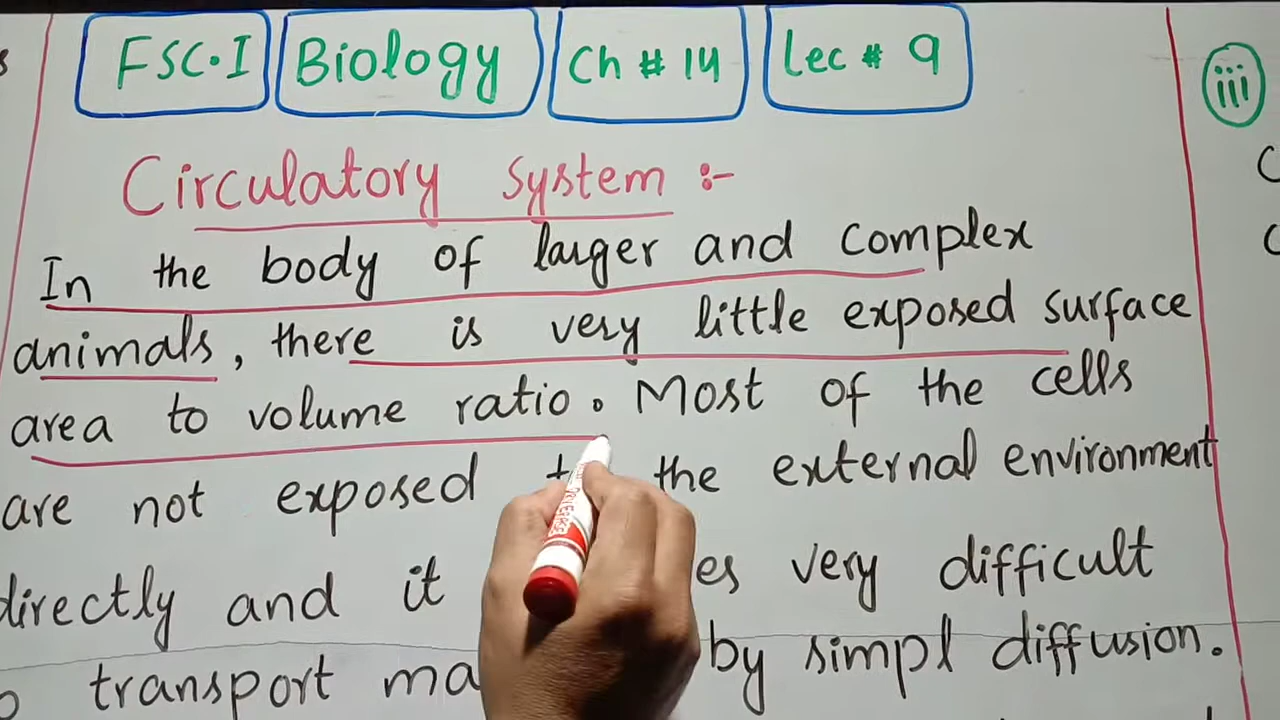 FSC.I Biology Ch # 14 Lec # 9
Circulatory System :-
In the body of larger and complex
animals, there is very little exposed surface
area to volume ratio. Most of the cells
are not exposed the external environment
directly and it very difficult
transport by simpl diffusion.
iii